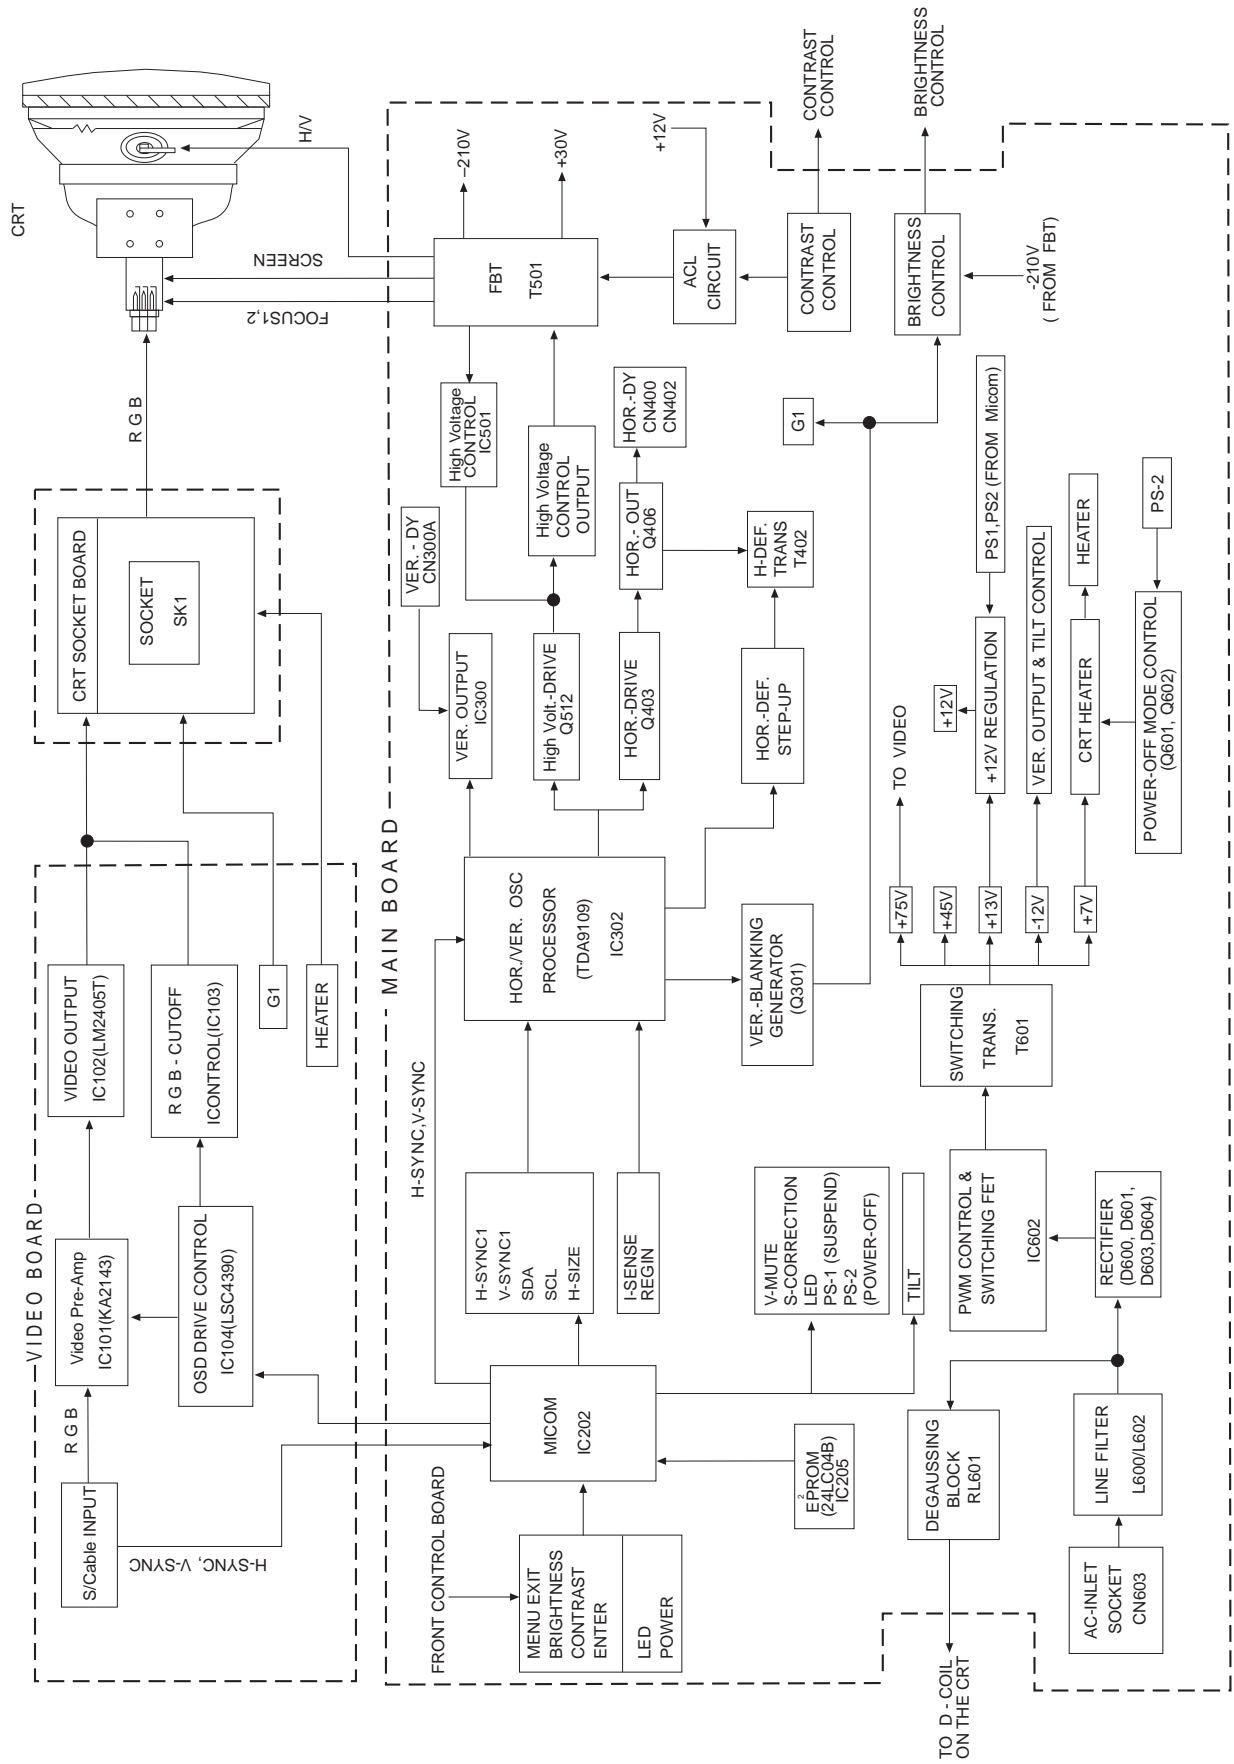 VIDEO BOARD
S/Cable INPUT
R G B
H-SYNC, V-SYNC
Video Pre-Amp
IC101(KA2143)
OSD DRIVE CONTROL
IC104(LSC4390)
VIDEO OUTPUT
IC102(LM2405T)
R G B - CUTOFF
ICONTROL(IC103)
G1
HEATER
CRT SOCKET BOARD
SOCKET
SK1
R G B
CRT
FOCUS1,2
SCREEN
H/V
MAIN BOARD
FRONT CONTROL BOARD
MENU EXIT
BRIGHTNESS
CONTRAST
ENTER
LED
POWER
MICOM
IC202
2
EPROM
(24LC04B)
IC205
H-SYNC,V-SYNC
H-SYNC1
V-SYNC1
SDA
SCL
H-SIZE
I-SENSE
REGIN
V-MUTE
S-CORRECTION
LED
PS-1 (SUSPEND)
PS-2
(POWER-OFF)
TILT
HOR./VER. OSC
PROCESSOR
(TDA9109)
IC302
VER.-BLANKING
GENERATOR
(Q301)
VER. OUTPUT
IC300
VER. - DY
CN300A
High Volt.-DRIVE
Q512
HOR.-DRIVE
Q403
HOR.-DEF.
STEP-UP
High Voltage
CONTROL
IC501
High Voltage
CONTROL
OUTPUT
HOR.- OUT
Q406
HOR.-DY
CN400
CN402
H-DEF.
TRANS
T402
FBT
T501
–210V
+30V
ACL
CIRCUIT
+12V
CONTRAST
CONTROL
CONTRAST
CONTROL
G1
BRIGHTNESS
CONTROL
BRIGHTNESS
CONTROL
-210V
( FROM FBT)
TO D - COIL
ON THE CRT
DEGAUSSING
BLOCK
RL601
AC-INLET
SOCKET
CN603
LINE FILTER
L600/L602
RECTIFIER
(D600, D601,
D603,D604)
PWM CONTROL &
SWITCHING FET
IC602
SWITCHING
TRANS.
T601
+75V
+45V
+13V
-12V
+7V
TO VIDEO
+12V
+12V REGULATION
PS1,PS2 (FROM Micom)
VER. OUTPUT & TILT CONTROL
CRT HEATER
HEATER
POWER-OFF MODE CONTROL
(Q601, Q602)
PS-2